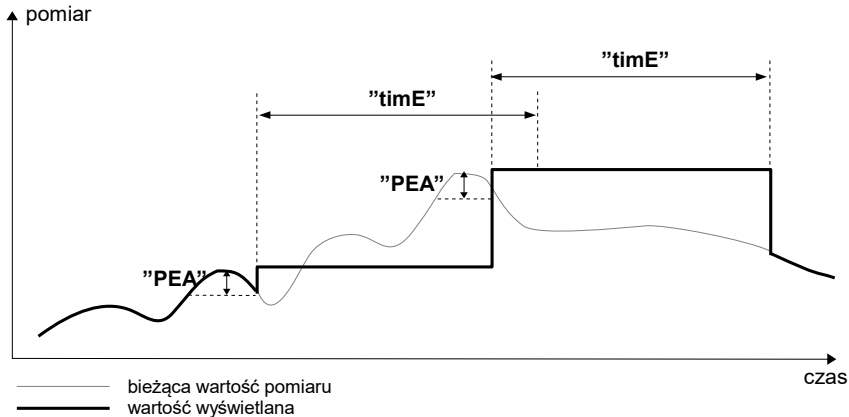 pomiar
”timE”
”timE”
”PEA”
”PEA”
czas
bieżąca wartość pomiaru
wartość wyświetlana